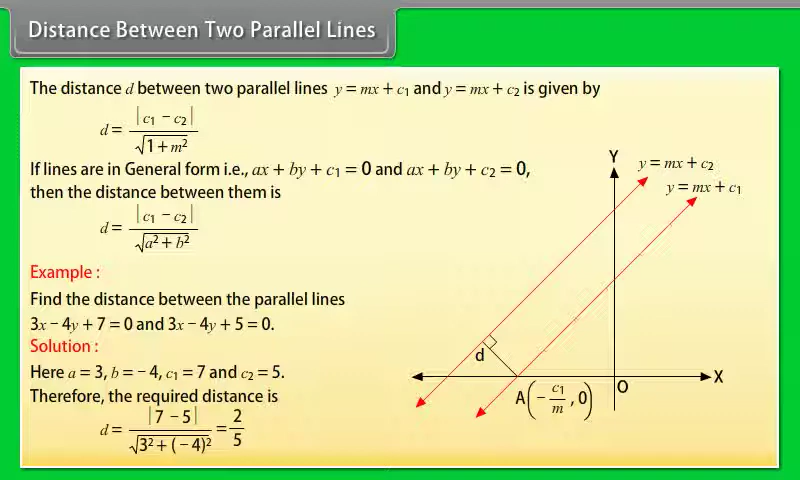 Distance Between Two Parallel Lines
The distance d between two parallel lines y = mx + c₁ and y = mx + c₂ is given by
d = |c₁ − c₂| / √(1 + m²)
If lines are in General form i.e., ax + by + c₁ = 0 and ax + by + c₂ = 0,
then the distance between them is
d = |c₁ − c₂| / √(a² + b²)
Example :
Find the distance between the parallel lines
3x − 4y + 7 = 0 and 3x − 4y + 5 = 0.
Solution :
Here a = 3, b = − 4, c₁ = 7 and c₂ = 5.
Therefore, the required distance is
d = |7 − 5| / √(3² + (− 4)²) = 2/5
Y
y = mx + c₂
y = mx + c₁
d
X
O
A(− c₁/m , 0)